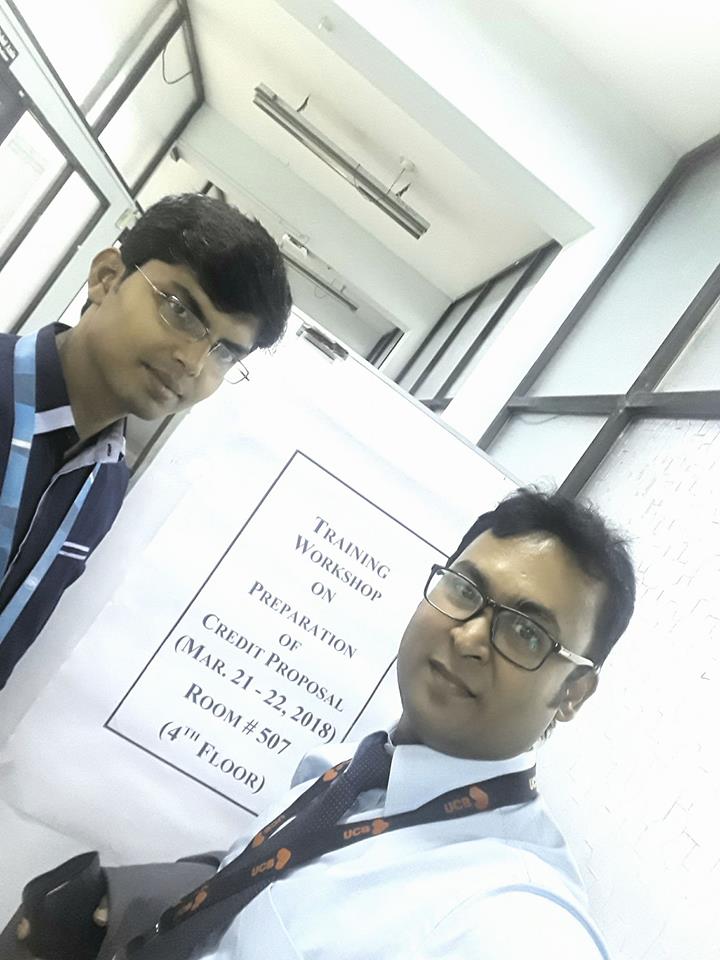 TRAINING
WORKSHOP
ON
PREPARATION
OF
CREDIT PROPOSAL
(MAR. 21 - 22, 2018)
ROOM # 507
(4TH FLOOR)
UCB
UCB
UCB
UCB